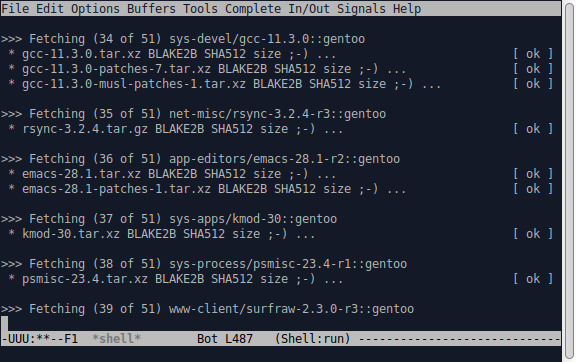 File Edit Options Buffers Tools Complete In/Out Signals Help
>>> Fetching (34 of 51) sys-devel/gcc-11.3.0::gentoo
 * gcc-11.3.0.tar.xz BLAKE2B SHA512 size ;-) ... [ ok ]
 * gcc-11.3.0-patches-7.tar.xz BLAKE2B SHA512 size ;-) ... [ ok ]
 * gcc-11.3.0-musl-patches-1.tar.xz BLAKE2B SHA512 size ;-) ... [ ok ]
>>> Fetching (35 of 51) net-misc/rsync-3.2.4-r3::gentoo
 * rsync-3.2.4.tar.gz BLAKE2B SHA512 size ;-) ... [ ok ]
>>> Fetching (36 of 51) app-editors/emacs-28.1-r2::gentoo
 * emacs-28.1.tar.xz BLAKE2B SHA512 size ;-) ... [ ok ]
 * emacs-28.1-patches-1.tar.xz BLAKE2B SHA512 size ;-) ... [ ok ]
>>> Fetching (37 of 51) sys-apps/kmod-30::gentoo
 * kmod-30.tar.xz BLAKE2B SHA512 size ;-) ... [ ok ]
>>> Fetching (38 of 51) sys-process/psmisc-23.4-r1::gentoo
 * psmisc-23.4.tar.xz BLAKE2B SHA512 size ;-) ... [ ok ]
>>> Fetching (39 of 51) www-client/surfraw-2.3.0-r3::gentoo
-UUU:**--F1  *shell*        Bot L487   (Shell:run) -----------------------------